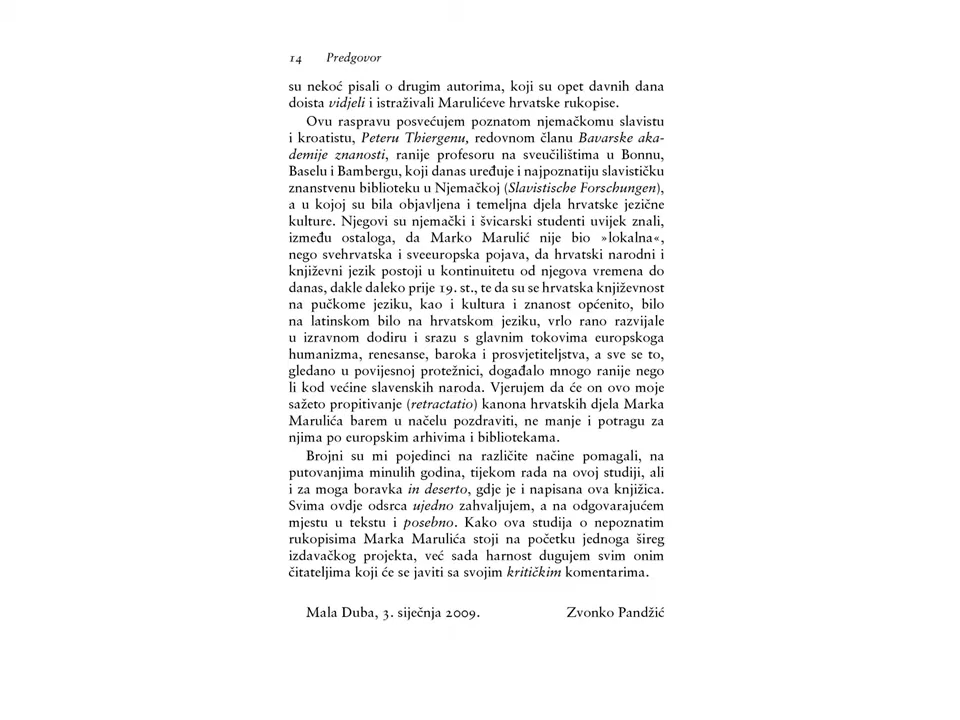 14 Predgovor
su nekoć pisali o drugim autorima, koji su opet davnih dana
doista vidjeli i istraživali Marulićeve hrvatske rukopise.
Ovu raspravu posvećujem poznatom njemačkomu slavistu
i kroatistu, Peteru Thiergenu, redovnom članu Bavarske aka-
demije znanosti, ranije profesoru na sveučilištima u Bonnu,
Baselu i Bambergu, koji danas uređuje i najpoznatiju slavističku
znanstvenu biblioteku u Njemačkoj (Slavistische Forschungen),
a u kojoj su bila objavljena i temeljna djela hrvatske jezične
kulture. Njegovi su njemački i švicarski studenti uvijek znali,
između ostaloga, da Marko Marulić nije bio »lokalna«,
nego svehrvatska i sveeuropska pojava, da hrvatski narodni i
književni jezik postoji u kontinuitetu od njegova vremena do
danas, dakle daleko prije 19. st., te da su se hrvatska književnost
na pučkome jeziku, kao i kultura i znanost općenito, bilo
na latinskom bilo na hrvatskom jeziku, vrlo rano razvijale
u izravnom dodiru i srazu s glavnim tokovima europskoga
humanizma, renesanse, baroka i prosvjetiteljstva, a sve se to,
gledano u povijesnoj protežnici, događalo mnogo ranije nego
li kod većine slavenskih naroda. Vjerujem da će on ovo moje
sažeto propitivanje (retractatio) kanona hrvatskih djela Marka
Marulića barem u načelu pozdraviti, ne manje i potragu za
njima po europskim arhivima i bibliotekama.
Brojni su mi pojedinci na različite načine pomagali, na
putovanjima minulih godina, tijekom rada na ovoj studiji, ali
i za moga boravka in deserto, gdje je i napisana ova knjižica.
Svima ovdje odsrca ujedno zahvaljujem, a na odgovarajućem
mjestu u tekstu i posebno. Kako ova studija o nepoznatim
rukopisima Marka Marulića stoji na početku jednoga šireg
izdavačkog projekta, već sada harnost dugujem svim onim
čitateljima koji će se javiti sa svojim kritičkim komentarima.
Mala Duba, 3. siječnja 2009. Zvonko Pandžić